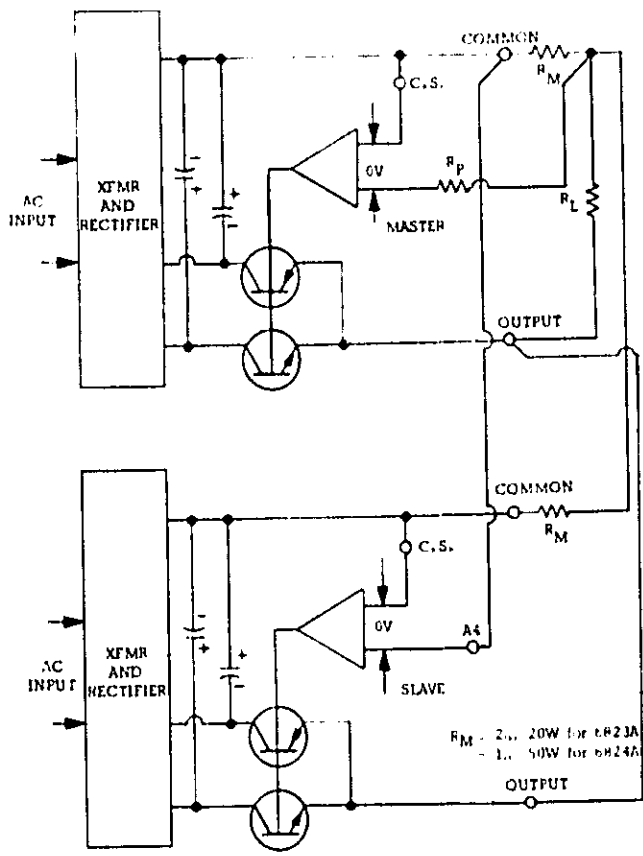 COMMON
R M
C.S.
XFMR
AND
RECTIFIER
AC
INPUT
0V
R P
R L
MASTER
OUTPUT
COMMON
R M
C.S.
XFMR
AND
RECTIFIER
AC
INPUT
0V
A4
SLAVE
R M
20W for 6823A
50W for 6824A
OUTPUT
- +
+ -
- +
+ -